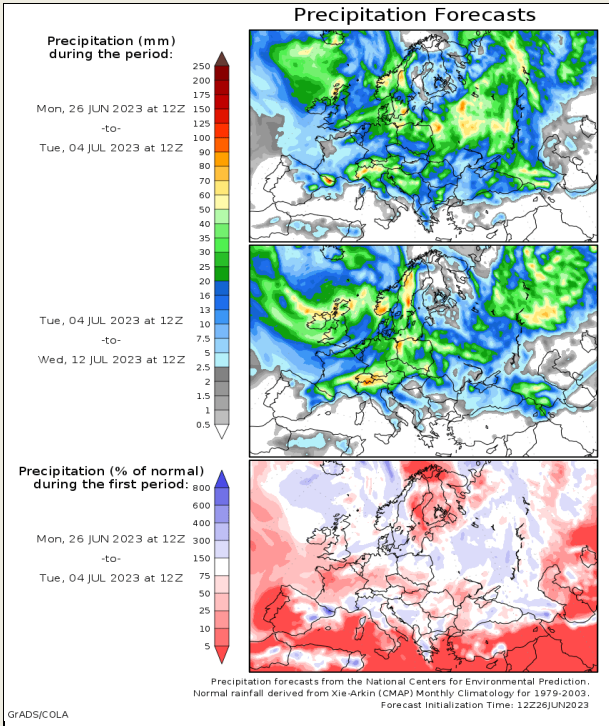 Precipitation Forecasts
Precipitation (mm)
during the period:
250
200
175
150
125
100
90
80
70
60
50
40
35
30
25
20
16
13
10
7.5
5
2.5
2
1.5
1
0.5
Mon, 26 JUN 2023 at 12Z
-to-
Tue, 04 JUL 2023 at 12Z
Tue, 04 JUL 2023 at 12Z
-to-
Wed, 12 JUL 2023 at 12Z
Precipitation (% of normal)
during the first period:
800
600
400
300
150
75
50
25
10
5
Mon, 26 JUN 2023 at 12Z
-to-
Tue, 04 JUL 2023 at 12Z
Precipitation forecasts from the National Centers for Environmental Prediction.
Normal rainfall derived from Xie-Arkin (CMAP) Monthly Climatology for 1979-2003.
Forecast Initialization Time: 12Z26JUN2023
GrADS/COLA